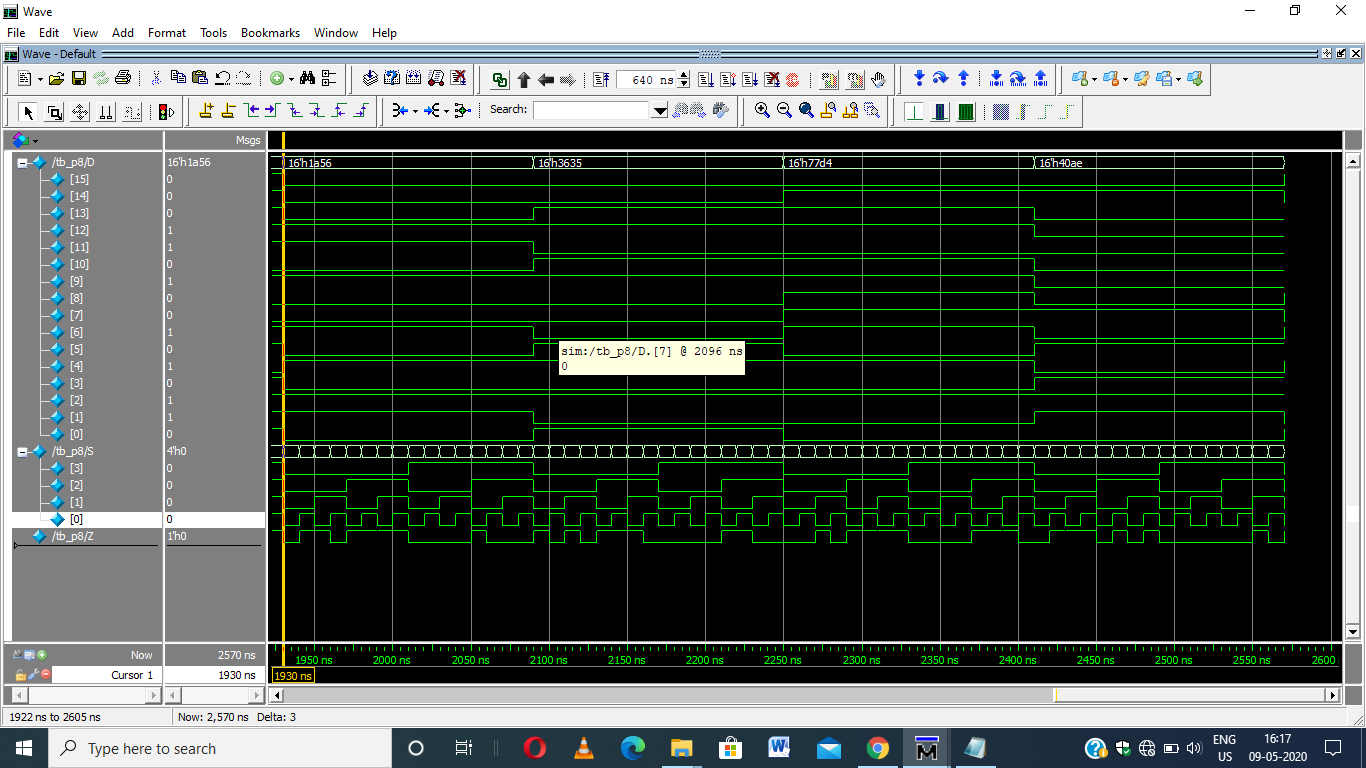 Wave
File Edit View Add Format Tools Bookmarks Window Help
Wave - Default
640 ns
Search:
Msgs
/tb_p8/D 16'h1a56 16'h1a56 16'h3635 16'h77d4 16'h40ae
[15] 0
[14] 0
[13] 0
[12] 1
[11] 1
[10] 0
[9] 1
[8] 0
[7] 0
[6] 1
[5] 0
[4] 1
[3] 0
[2] 1
[1] 1
[0] 0
sim:/tb_p8/D.[7] @ 2096 ns
0
/tb_p8/S 4'h0
[3] 0
[2] 0
[1] 0
[0] 0
/tb_p8/Z 1'h0
Now 2570 ns
1950 ns 2000 ns 2050 ns 2100 ns 2150 ns 2200 ns 2250 ns 2300 ns 2350 ns 2400 ns 2450 ns 2500 ns 2550 ns 2600
Cursor 1 1930 ns 1930 ns
1922 ns to 2605 ns Now: 2,570 ns Delta: 3
Type here to search
ENG
US
16:17
09-05-2020